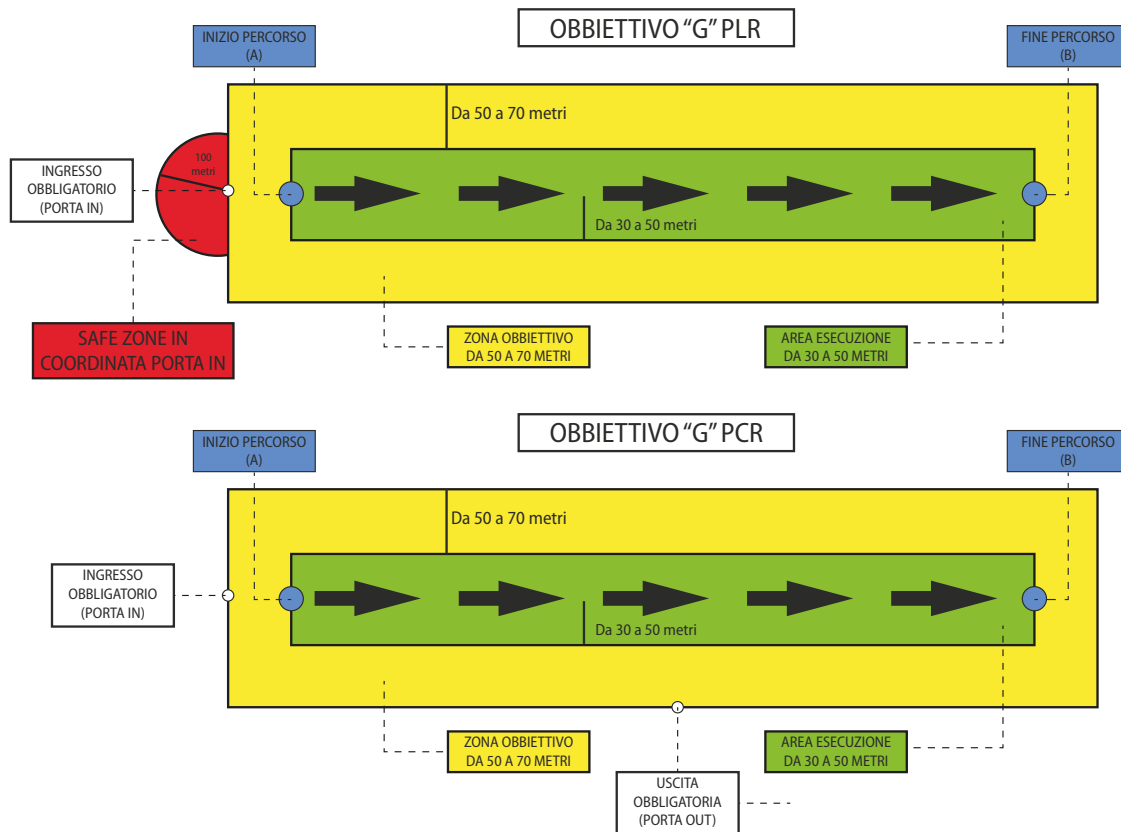 OBBIETTIVO “G” PLR
INIZIO PERCORSO
(A)
FINE PERCORSO
(B)
Da 50 a 70 metri
100
metri
INGRESSO
OBBLIGATORIO
(PORTA IN)
Da 30 a 50 metri
SAFE ZONE IN
COORDINATA PORTA IN
ZONA OBBIETTIVO
DA 50 A 70 METRI
AREA ESECUZIONE
DA 30 A 50 METRI
OBBIETTIVO “G” PCR
INIZIO PERCORSO
(A)
FINE PERCORSO
(B)
Da 50 a 70 metri
INGRESSO
OBBLIGATORIO
(PORTA IN)
Da 30 a 50 metri
ZONA OBBIETTIVO
DA 50 A 70 METRI
AREA ESECUZIONE
DA 30 A 50 METRI
USCITA
OBBLIGATORIA
(PORTA OUT)